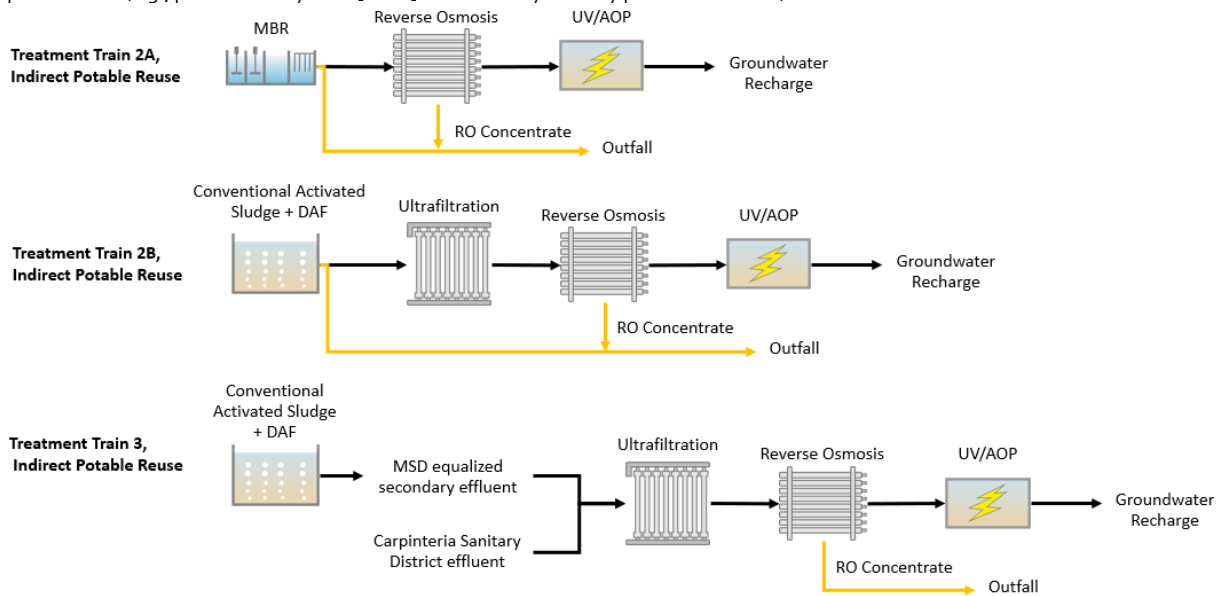 MBR
Reverse Osmosis
UV/AOP
Treatment Train 2A,
Indirect Potable Reuse
Groundwater
Recharge
RO Concentrate
Outfall
Conventional Activated
Sludge + DAF
Ultrafiltration
Reverse Osmosis
UV/AOP
Treatment Train 2B,
Indirect Potable Reuse
Groundwater
Recharge
RO Concentrate
Outfall
Conventional
Activated Sludge
+ DAF
Treatment Train 3,
Indirect Potable Reuse
MSD equalized
secondary effluent
Carpinteria Sanitary
District effluent
Ultrafiltration
Reverse Osmosis
UV/AOP
Groundwater
Recharge
RO Concentrate
Outfall